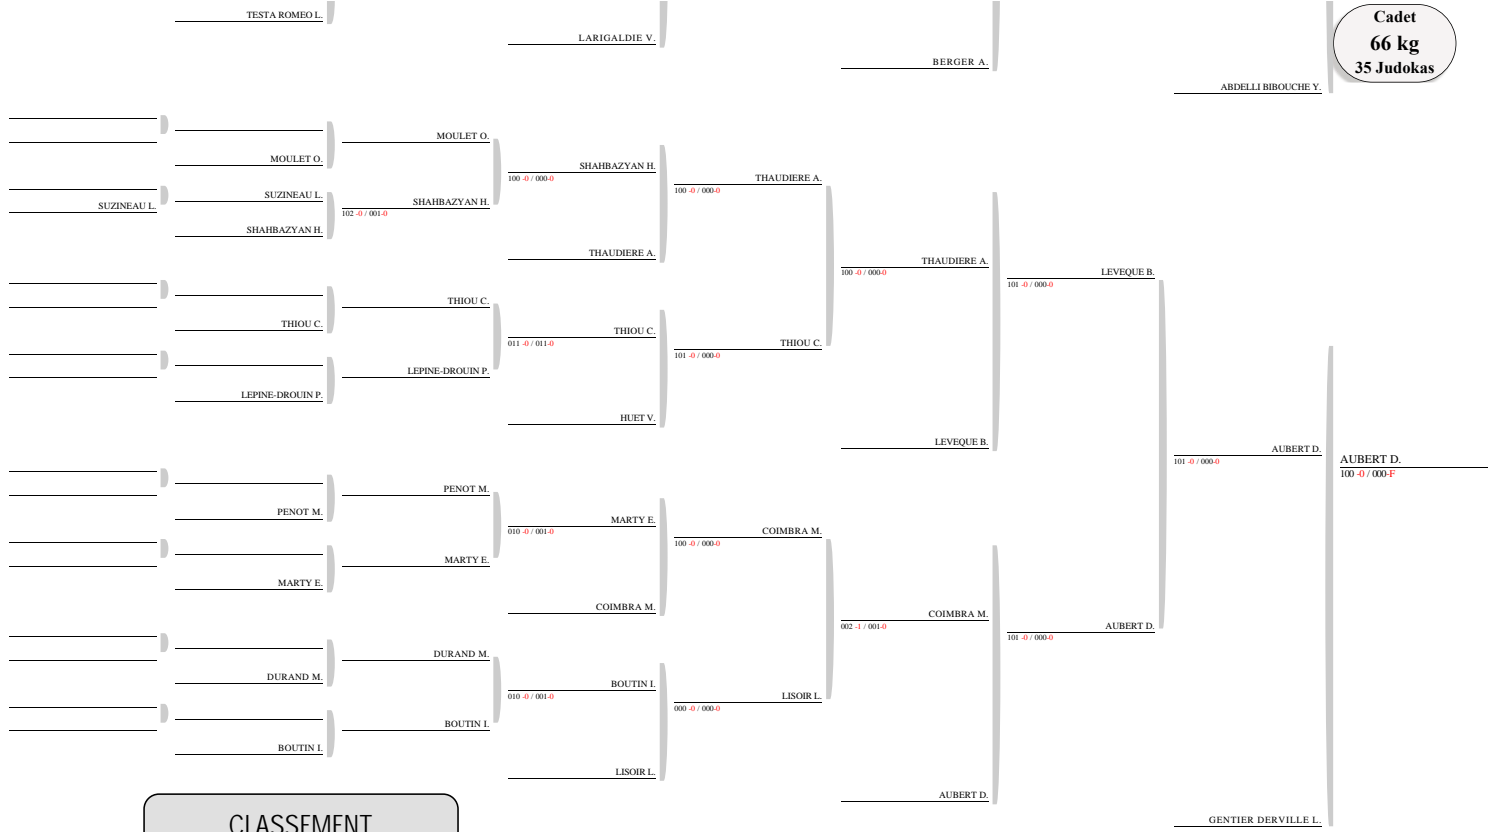 TESTA ROMEO L.
LARIGALDIE V.
BERGER A.
ABDELLI BIBOUCHE Y.
Cadet
66 kg
35 Judokas
MOULET O.
MOULET O.
SUZINEAU L.
SUZINEAU L.
SHAHBAZYAN H.
SHAHBAZYAN H.
102 -0 / 001-0
SHAHBAZYAN H.
100 -0 / 000-0
THAUDIERE A.
THAUDIERE A.
100 -0 / 000-0
THIOU C.
THIOU C.
LEPINE-DROUIN P.
LEPINE-DROUIN P.
THIOU C.
011 -0 / 011-0
HUET V.
THIOU C.
101 -0 / 000-0
THAUDIERE A.
100 -0 / 000-0
LEVEQUE B.
LEVEQUE B.
101 -0 / 000-0
PENOT M.
PENOT M.
MARTY E.
MARTY E.
MARTY E.
010 -0 / 001-0
COIMBRA M.
COIMBRA M.
100 -0 / 000-0
DURAND M.
DURAND M.
BOUTIN I.
BOUTIN I.
BOUTIN I.
010 -0 / 001-0
LISOIR L.
LISOIR L.
000 -0 / 000-0
COIMBRA M.
002 -1 / 001-0
AUBERT D.
AUBERT D.
101 -0 / 000-0
AUBERT D.
101 -0 / 000-0
GENTIER DERVILLE L.
AUBERT D.
100 -0 / 000-F
CLASSEMENT